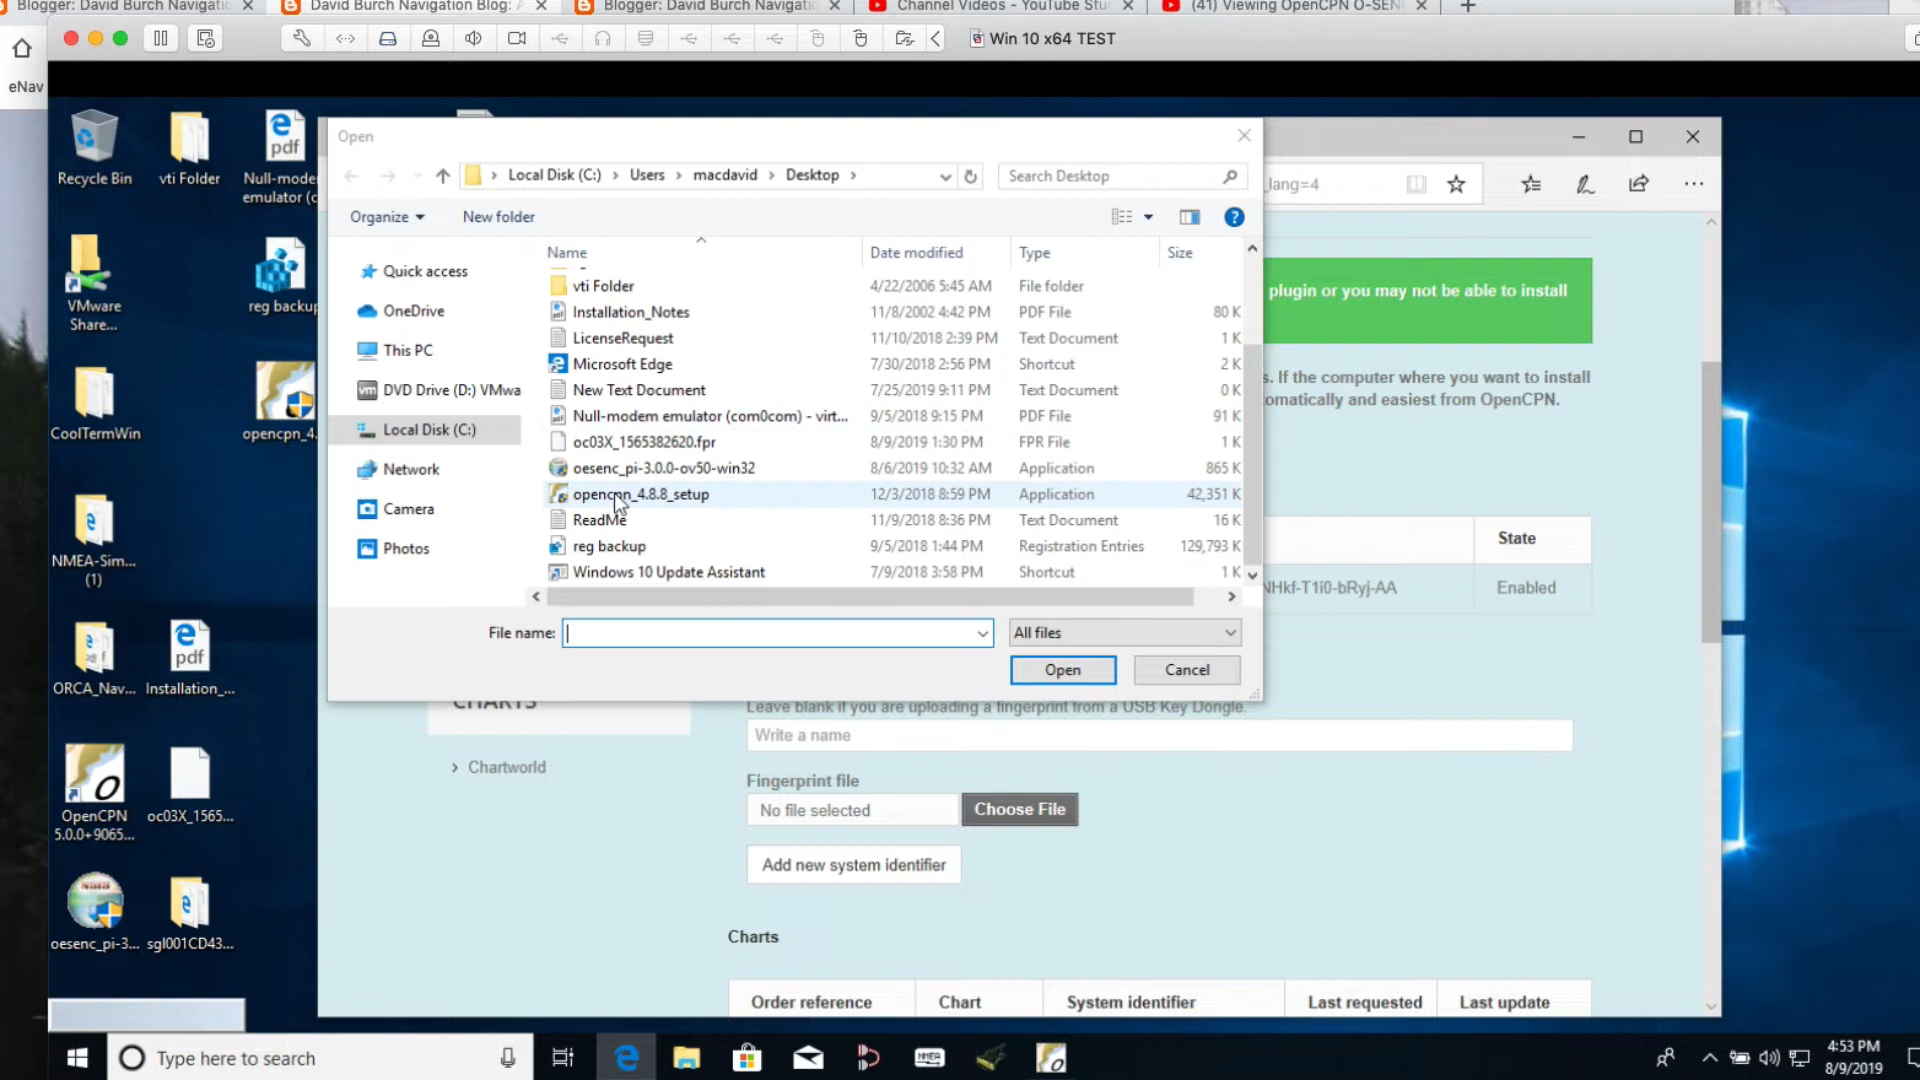 Blogger: David Burch Navigati
David Burch Navigation Blog: A
Blogger: David Burch Navigatio
Channel Videos - YouTube Stu
(41) Viewing OpenCPN O-SEN
Win 10 x64 TEST
eNav
Recycle Bin
vti Folder
Null-mode
emulator (c
VMware
Share...
reg backup
CoolTermWin
opencpn_4.
NMEA-Sim...
(1)
ORCA_Nav...
Installation_...
OpenCPN
5.0.0+9065...
oc03X_1565...
oesenc_pi-3...
sgl001CD43...
Open
Local Disk (C:) > Users > macdavid > Desktop >
Search Desktop
_lang=4
Organize
New folder
Name
Date modified
Type
Size
Quick access
OneDrive
This PC
DVD Drive (D:) VMwa
Local Disk (C:)
Network
Camera
Photos
vti Folder 4/22/2006 5:45 AM File folder
Installation_Notes 11/8/2002 4:42 PM PDF File 80 K
LicenseRequest 11/10/2018 2:39 PM Text Document 1 K
Microsoft Edge 7/30/2018 2:56 PM Shortcut 2 K
New Text Document 7/25/2019 9:11 PM Text Document 0 K
Null-modem emulator (com0com) - virt... 9/5/2018 9:15 PM PDF File 91 K
oc03X_1565382620.fpr 8/9/2019 1:30 PM FPR File 1 K
oesenc_pi-3.0.0-ov50-win32 8/6/2019 10:32 AM Application 865 K
opencpn_4.8.8_setup 12/3/2018 8:59 PM Application 42,351 K
ReadMe 11/9/2018 8:36 PM Text Document 16 K
reg backup 9/5/2018 1:44 PM Registration Entries 129,793 K
Windows 10 Update Assistant 7/9/2018 3:58 PM Shortcut 1 K
File name:
All files
Open
Cancel
plugin or you may not be able to install
s. If the computer where you want to install
omatically and easiest from OpenCPN.
State
NHkf-T1i0-bRyj-AA
Enabled
CHARTS
Chartworld
Leave blank if you are uploading a fingerprint from a USB Key Dongle.
Write a name
Fingerprint file
No file selected
Choose File
Add new system identifier
Charts
Order reference
Chart
System identifier
Last requested
Last update
Type here to search
NMEA
4:53 PM
8/9/2019